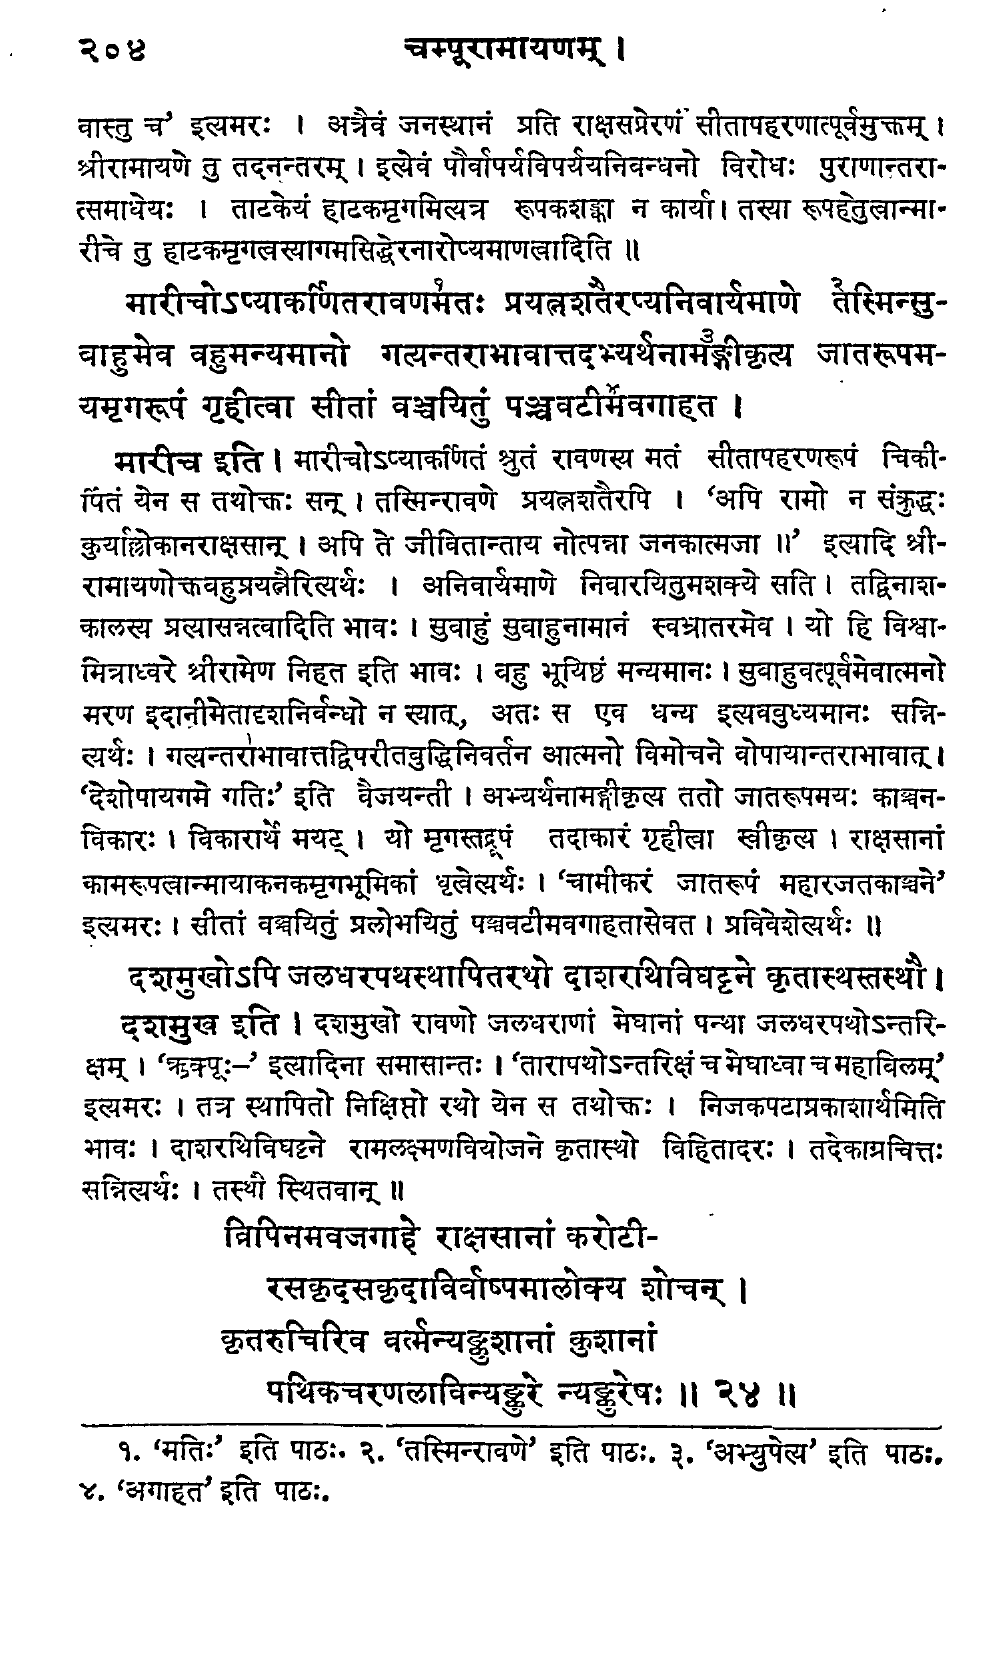 २०४ चम्पूरामायणम् ।
वास्तु च’ इत्यमरः । अत्रैवं जनस्थानं प्रति राक्षसप्रेरणं सीतापहरणात्पूर्वमुक्तम् ।
श्रीरामायणे तु तदनन्तरम् । इत्येवं पौर्वापर्यविपर्ययनिबन्धनो विरोधः पुराणान्तरा-
त्समाधेयः । ताटकेयं हाटकमृगमित्यत्र रूपकशङ्का न कार्या। तस्या रूपहेतुत्वान्मा-
रीचे तु हाटकमृगत्वस्यागमसिद्धेरनारोप्यमाणत्वादिति ॥
मारीचोऽप्याकर्णितरावणम१तः प्रयत्नशतैरप्यनिवार्यमाणे ते२स्मिन्सु-
बाहुमेव बहुमन्यमानो गत्यन्तराभावात्तदभ्यर्थनाम३ङ्गीकृत्य जातरूपम-
यमृगरूपं गृहीत्वा सीतां वञ्चयितुं पञ्चवटीम४वगाहत ।
मारीच इति । मारीचोऽप्याकर्णितं श्रुतं रावणस्य मतं सीतापहरणरूपं चिकी-
र्षितं येन स तथोक्तः सन् । तस्मिन्रावणे प्रयत्नशतैरपि । ‘अपि रामो न संक्रुद्धः
कुर्याल्लोकानराक्षसान् । अपि ते जीवितान्ताय नोत्पन्ना जनकात्मजा ॥’ इत्यादि श्री-
रामायणोक्तबहुप्रयत्नैरित्यर्थः । अनिवार्यमाणे निवारयितुमशक्ये सति । तद्विनाश-
कालस्य प्रत्यासन्नत्वादिति भावः । सुबाहुं सुबाहुनामानं स्वभ्रातरमेव । यो हि विश्वा-
मित्राध्वरे श्रीरामेण निहत इति भावः । बहु भूयिष्ठं मन्यमानः । सुबाहुवत्पूर्वमेवात्मनो
मरण इदानीमेतादृशनिर्बन्धो न स्यात्, अतः स एव धन्य इत्यवबुध्यमानः सन्नि-
त्यर्थः । गत्यन्तराभावात्तद्विपरीतबुद्धिनिवर्तन आत्मनो विमोचने वोपायान्तराभावात् ।
‘देशोपायगमे गतिः’ इति वैजयन्ती । अभ्यर्थनामङ्गीकृत्य ततो जातरूपमयः काञ्चन-
विकारः । विकारार्थे मयट् । यो मृगस्तद्रूपं तदाकारं गृहीत्वा स्वीकृत्य । राक्षसानां
कामरूपत्वान्मायाकनकमृगभूमिकां धृत्वेत्यर्थः । ‘चामीकरं जातरूपं महारजतकाञ्चने’
इत्यमरः । सीतां वञ्चयितुं प्रलोभयितुं पञ्चवटीमवगाहतासेवत । प्रविवेशेत्यर्थः ॥
दशमुखोऽपि जलधरपथस्थापितरथो दाशरथिविघट्टने कृतास्थस्तस्थौ ।
दशमुख इति । दशमुखो रावणो जलधराणां मेघानां पन्था जलधरपथोऽन्तरि-
क्षम् । ‘ऋक्पूः–’ इत्यादिना समासान्तः । ‘तारापथोऽन्तरिक्षं च मेघाध्वा च महाबिलम्’
इत्यमरः । तत्र स्थापितो निक्षिप्तो रथो येन स तथोक्तः । निजकपटाप्रकाशार्थमिति
भावः । दाशरथिविघट्टने रामलक्ष्मणवियोजने कृतास्थो विहितादरः । तदेकाग्रचित्तः
सन्नित्यर्थः । तस्थौ स्थितवान् ॥
विपिनमवजगाहे राक्षसानां करोटी-
रसकृदसकृदाविर्बाष्पमालोक्य शोचन् ।
कृतरुचिरिव वर्त्मन्यङ्कुशानां कुशानां
पथिकचरणलाविन्यङ्कुरे न्यङ्कुरेषः ॥ २४ ॥
१. ‘मतिः’ इति पाठः. २. ‘तस्मिन्रावणे’ इति पाठः. ३. ‘अभ्युपेत्य’ इति पाठः.
४. ‘अगाहत’ इति पाठः.